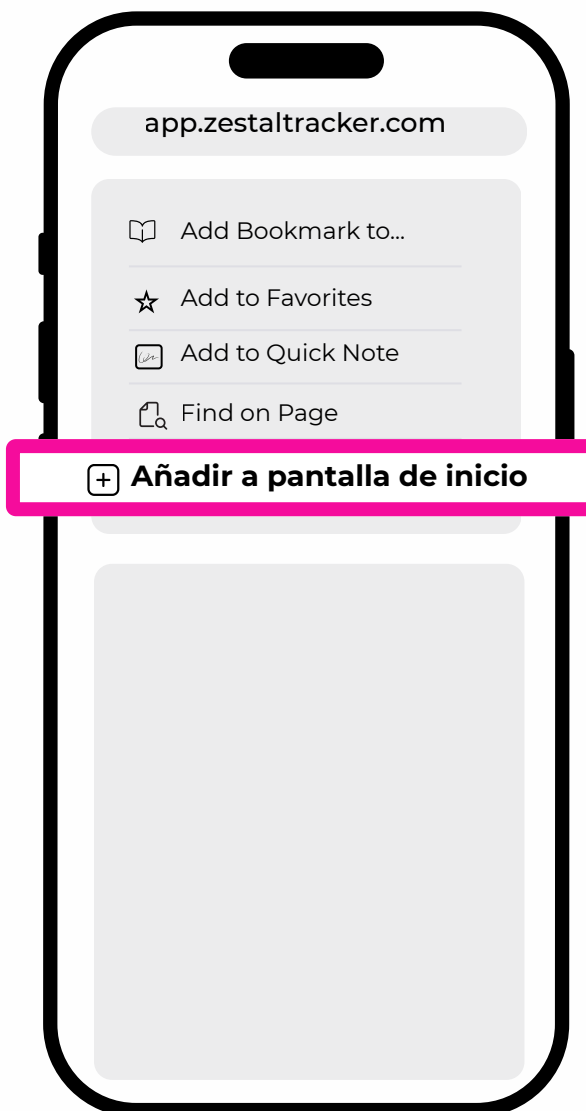 app.zestaltracker.com
Add Bookmark to...
Add to Favorites
Add to Quick Note
Find on Page
Añadir a pantalla de inicio